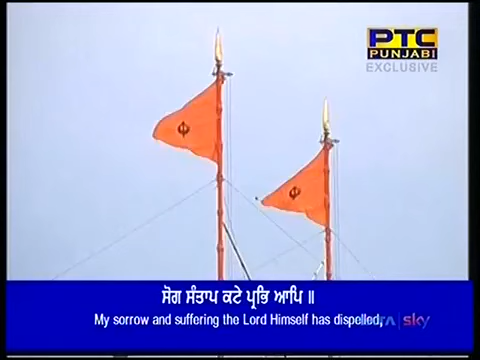 PTC
PUNJABI
EXCLUSIVE
ਸੋਗ ਸੰਤਾਪ ਕਟੇ ਪ੍ਰਭਿ ਆਪਿ ॥
My sorrow and suffering the Lord Himself has dispelled,
sky